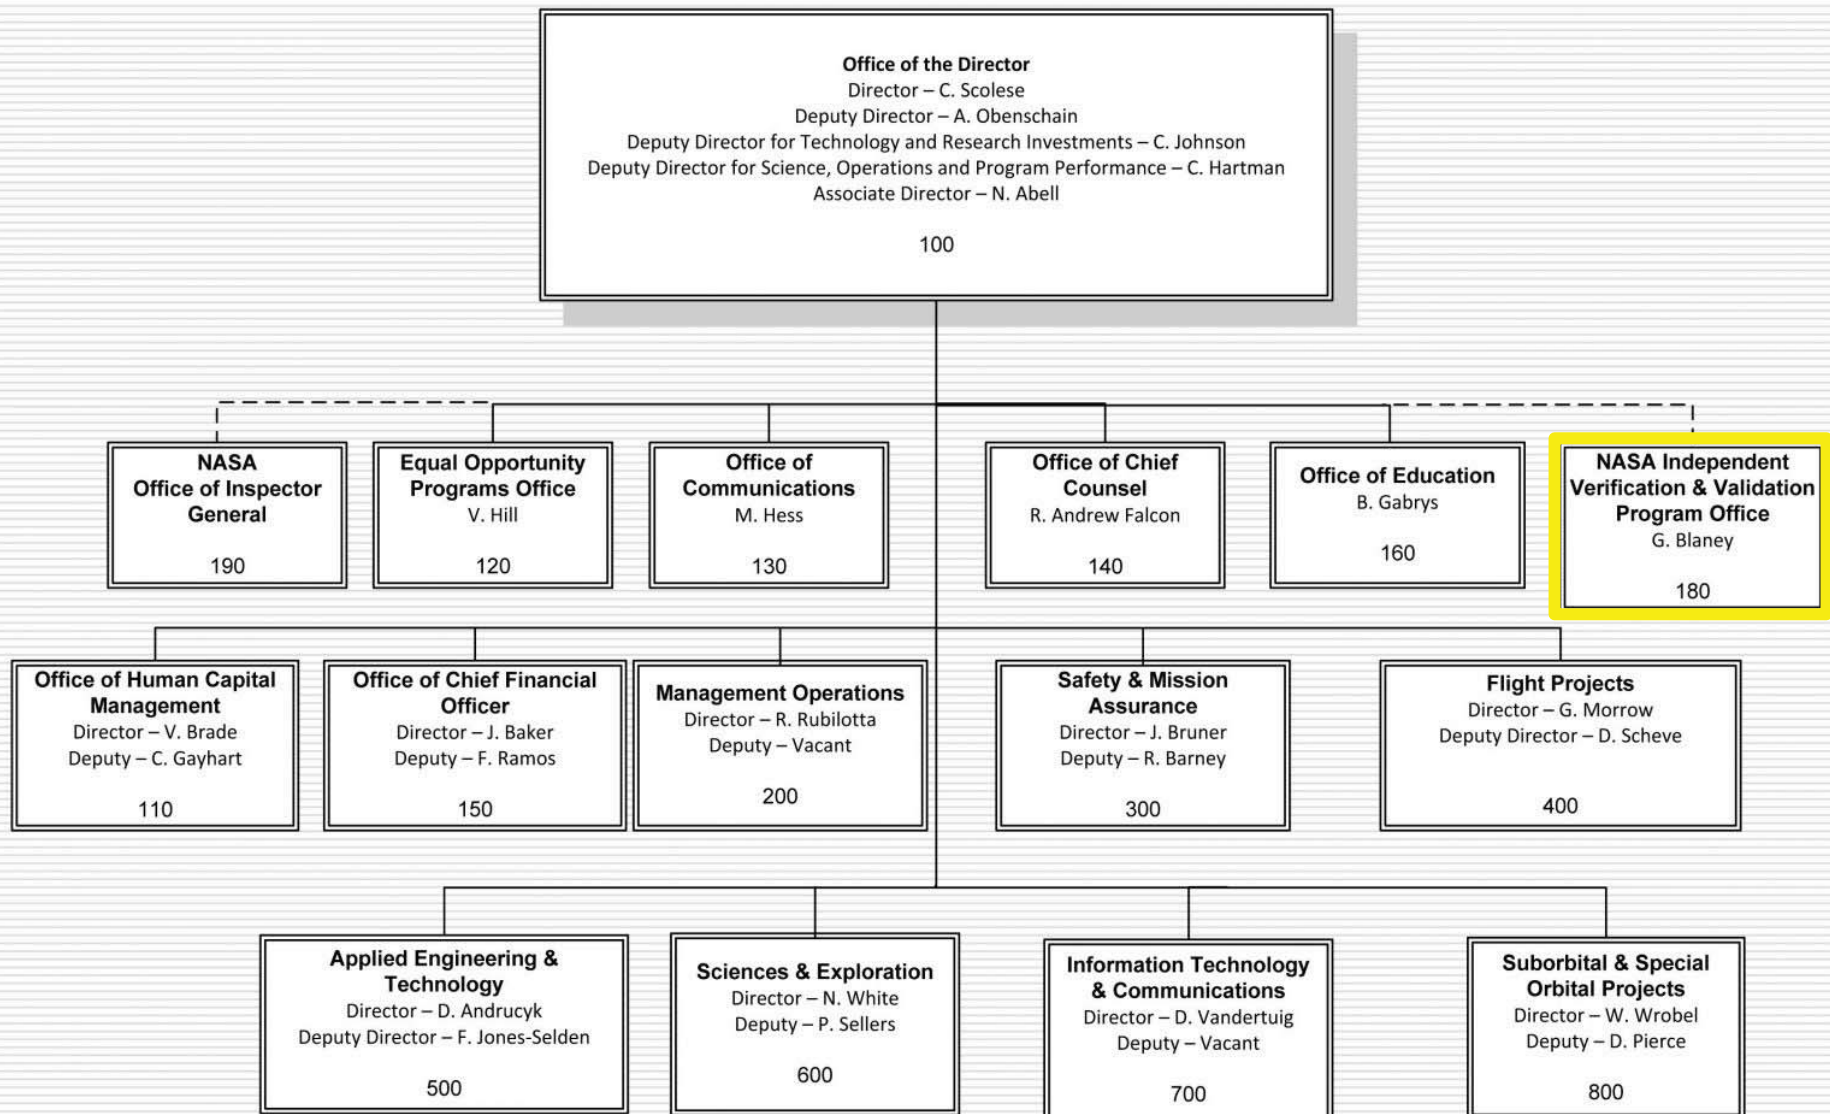 Office of the Director
Director – C. Scolese
Deputy Director – A. Obenschain
Deputy Director for Technology and Research Investments – C. Johnson
Deputy Director for Science, Operations and Program Performance – C. Hartman
Associate Director – N. Abell
100
NASA
Office of Inspector
General
190
Equal Opportunity
Programs Office
V. Hill
120
Office of
Communications
M. Hess
130
Office of Chief
Counsel
R. Andrew Falcon
140
Office of Education
B. Gabrys
160
NASA Independent
Verification & Validation
Program Office
G. Blaney
180
Office of Human Capital
Management
Director – V. Brade
Deputy – C. Gayhart
110
Office of Chief Financial
Officer
Director – J. Baker
Deputy – F. Ramos
150
Management Operations
Director – R. Rubilotta
Deputy – Vacant
200
Safety & Mission
Assurance
Director – J. Bruner
Deputy – R. Barney
300
Flight Projects
Director – G. Morrow
Deputy Director – D. Scheve
400
Applied Engineering &
Technology
Director – D. Andrucyk
Deputy Director – F. Jones-Selden
500
Sciences & Exploration
Director – N. White
Deputy – P. Sellers
600
Information Technology
& Communications
Director – D. Vandertuig
Deputy – Vacant
700
Suborbital & Special
Orbital Projects
Director – W. Wrobel
Deputy – D. Pierce
800